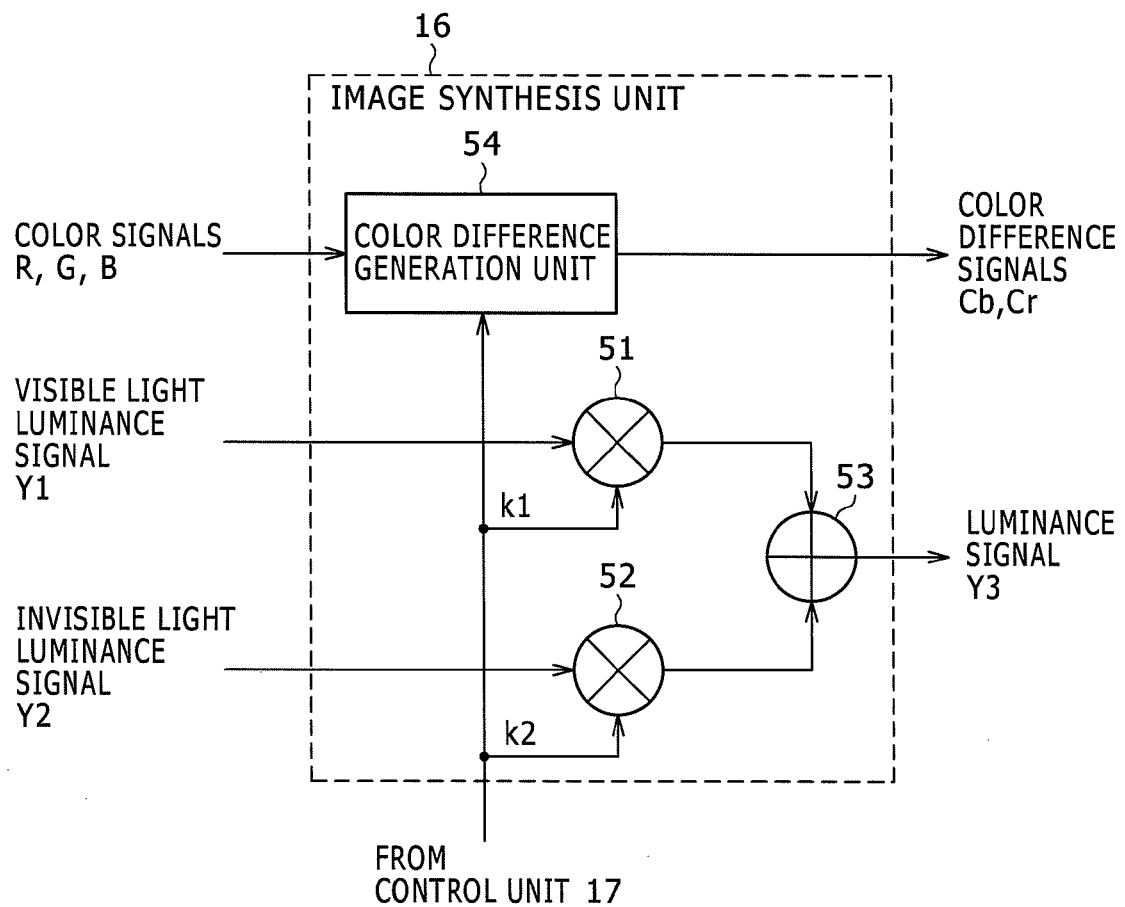 16
IMAGE SYNTHESIS UNIT
54
COLOR SIGNALS
R, G, B
COLOR DIFFERENCE
GENERATION UNIT
COLOR
DIFFERENCE
SIGNALS
Cb,Cr
51
VISIBLE LIGHT
LUMINANCE
SIGNAL
Y1
k1
53
LUMINANCE
SIGNAL
Y3
52
INVISIBLE LIGHT
LUMINANCE
SIGNAL
Y2
k2
FROM
CONTROL UNIT 17